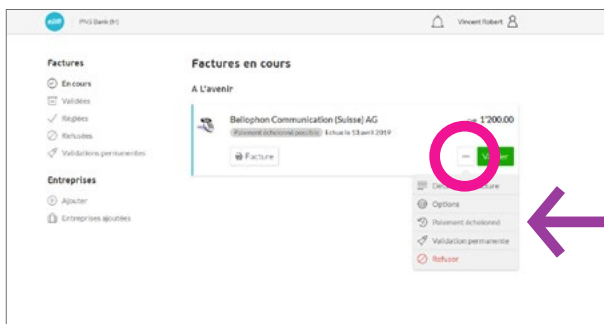 eBill PNG Bank (fr) Vincent Robert
Factures
En cours
Validées
Réglées
Refusées
Validations permanentes
Entreprises
Ajouter
Entreprises ajoutées
Factures en cours
A L'avenir
Bellophon Communication (Suisse) AG 1'200.00
Paiement échelonné possible Echue le 13 avril 2019
Facture
Options
Paiement échelonné
Validation permanente
Refuser